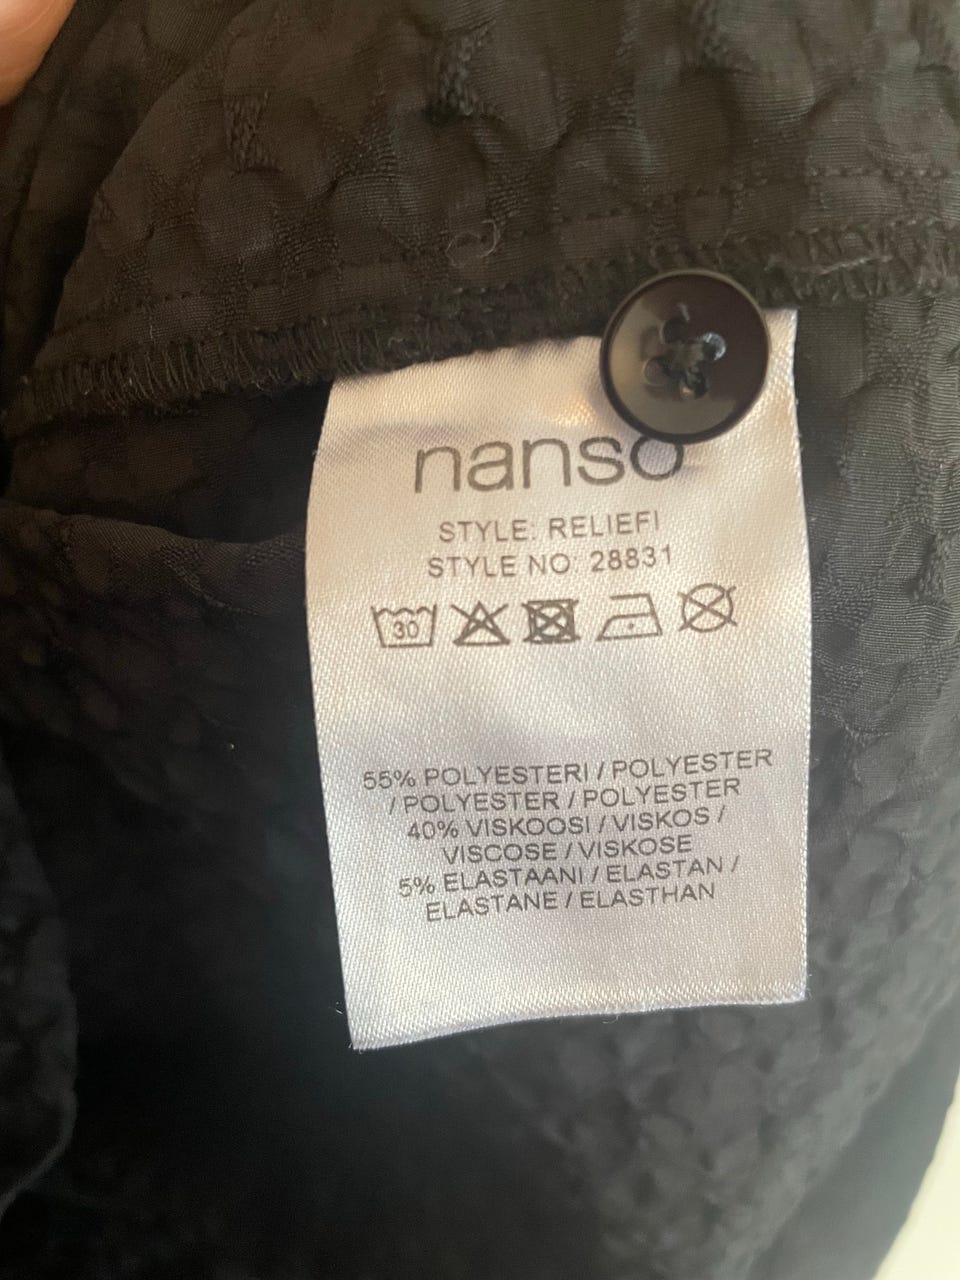 nanso
STYLE: RELIEFI
STYLE NO: 28831
30
55% POLYESTERI / POLYESTER
/ POLYESTER / POLYESTER
40% VISKOOSI / VISKOS /
VISCOSE / VISKOSE
5% ELASTAANI / ELASTAN /
ELASTANE / ELASTHAN